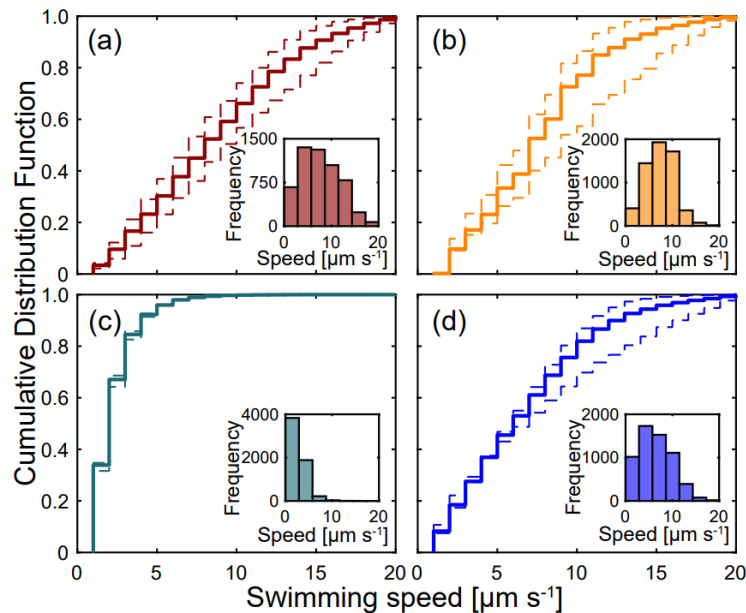 Cumulative Distribution Function
Swimming speed [µm s⁻¹]
(a)
1.0
0.8
0.6
0.4
0.2
0
Frequency
1500
750
0
0 10 20
Speed [µm s⁻¹]
(b)
Frequency
2000
1000
0
0 10 20
Speed [µm s⁻¹]
(c)
1.0
0.8
0.6
0.4
0.2
0
5 10 15 20
Frequency
4000
2000
0
0 10 20
Speed [µm s⁻¹]
(d)
5 10 15 20
Frequency
2000
1000
0
0 10 20
Speed [µm s⁻¹]